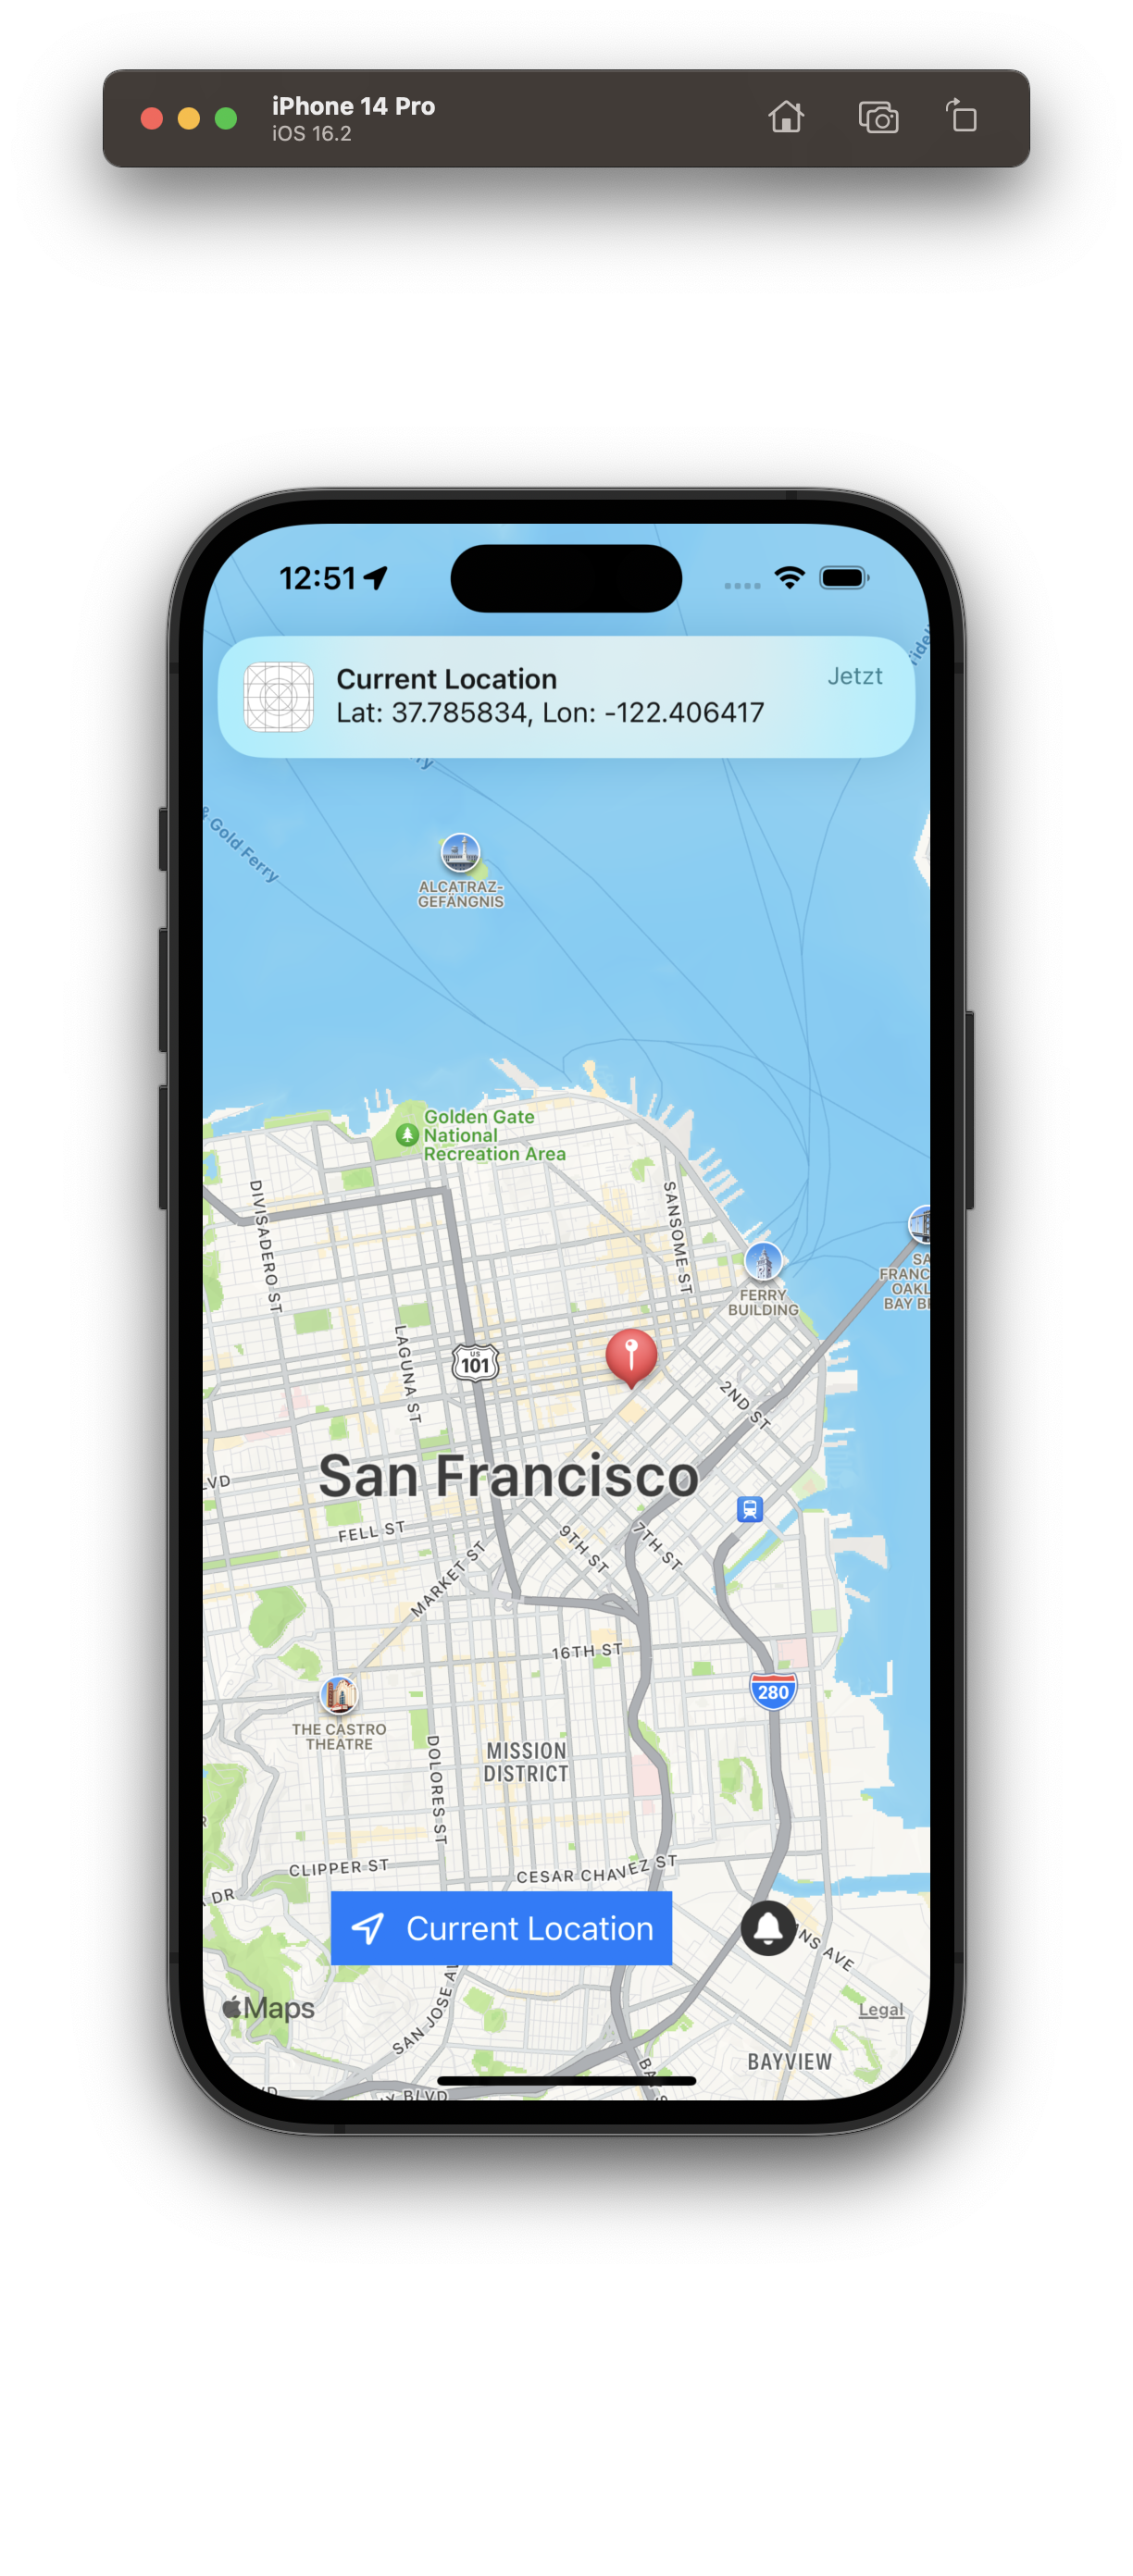 iPhone 14 Pro
iOS 16.2
12:51
Current Location
Jetzt
Lat: 37.785834, Lon: -122.406417
& Gold Ferry
ALCATRAZ-
GEFÄNGNIS
Golden Gate
National
Recreation Area
DIVISADERO ST
SANSOME ST
FERRY
BUILDING
SA
FRANC
OAKL
BAY B
LAGUNA ST
US
101
2ND ST
San Francisco
LVD
FELL ST
9TH ST
7TH ST
MARKET ST
16TH ST
280
THE CASTRO
THEATRE
MISSION
DISTRICT
DOLORES ST
CLIPPER ST
CESAR CHAVEZ ST
DR
Current Location
ANS AVE
Maps
SAN JOSE A
Legal
BAYVIEW
BLVD